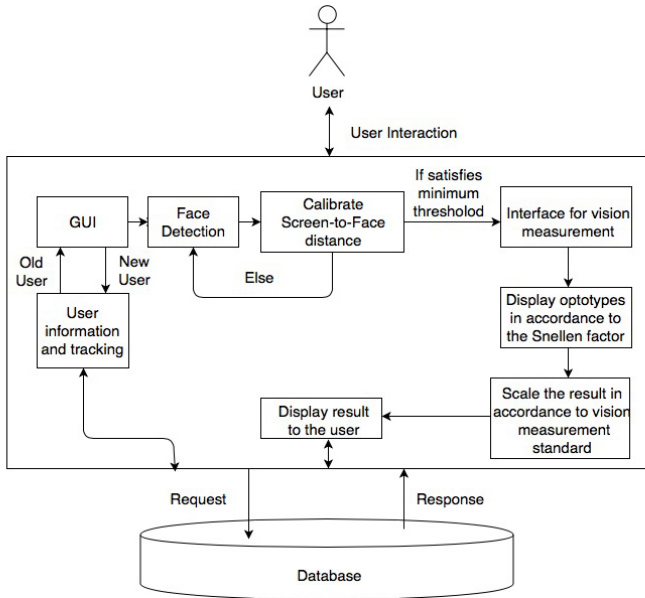 User
User Interaction
If satisfies
minimum
thresholod
GUI
Face
Detection
Calibrate
Screen-to-Face
distance
Interface for vision
measurement
Old
User
New
User
Else
User
information
and tracking
Display optotypes
in accordance to
the Snellen factor
Scale the result in
accordance to vision
measurement
standard
Display result
to the user
Request
Response
Database